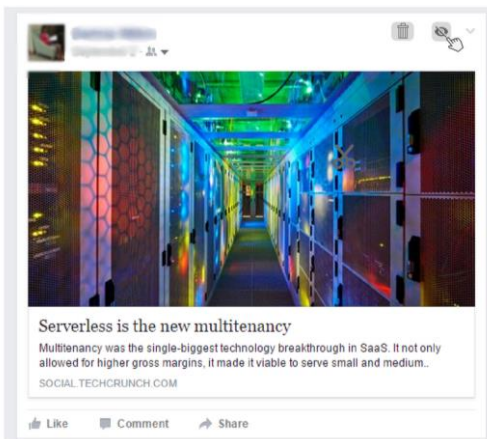 Serverless is the new multitenancy
Multitenancy was the single-biggest technology breakthrough in SaaS. It not only
allowed for higher gross margins, it made it viable to serve small and medium..
SOCIAL.TECHCRUNCH.COM
Like Comment Share